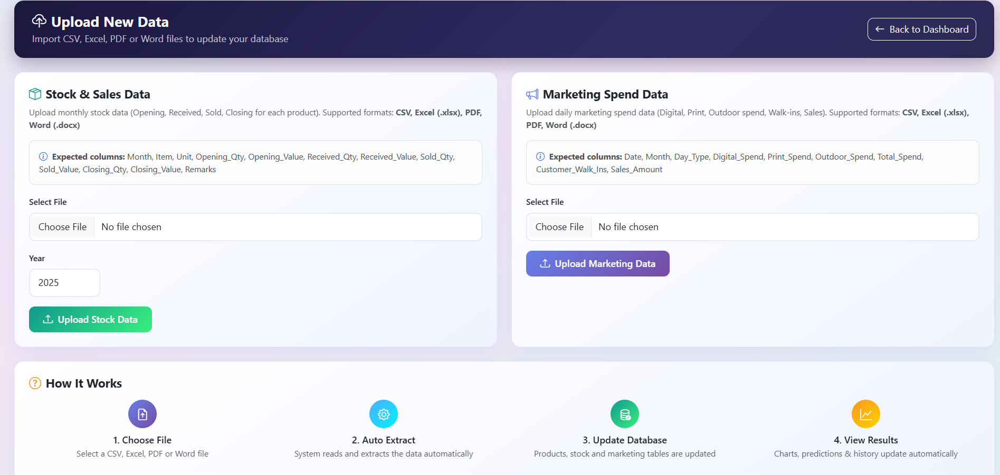 Upload New Data
Import CSV, Excel, PDF or Word files to update your database
← Back to Dashboard
Stock & Sales Data
Upload monthly stock data (Opening, Received, Sold, Closing for each product). Supported formats: CSV, Excel (.xlsx), PDF,
Word (.docx)
Expected columns: Month, Item, Unit, Opening_Qty, Opening_Value, Received_Qty, Received_Value, Sold_Qty,
Sold_Value, Closing_Qty, Closing_Value, Remarks
Select File
Choose File No file chosen
Year
2025
Upload Stock Data
Marketing Spend Data
Upload daily marketing spend data (Digital, Print, Outdoor spend, Walk-ins, Sales). Supported formats: CSV, Excel (.xlsx),
PDF, Word (.docx)
Expected columns: Date, Month, Day_Type, Digital_Spend, Print_Spend, Outdoor_Spend, Total_Spend,
Customer_Walk_Ins, Sales_Amount
Select File
Choose File No file chosen
Upload Marketing Data
How It Works
1. Choose File
Select a CSV, Excel, PDF or Word file
2. Auto Extract
System reads and extracts the data automatically
3. Update Database
Products, stock and marketing tables are updated
4. View Results
Charts, predictions & history update automatically